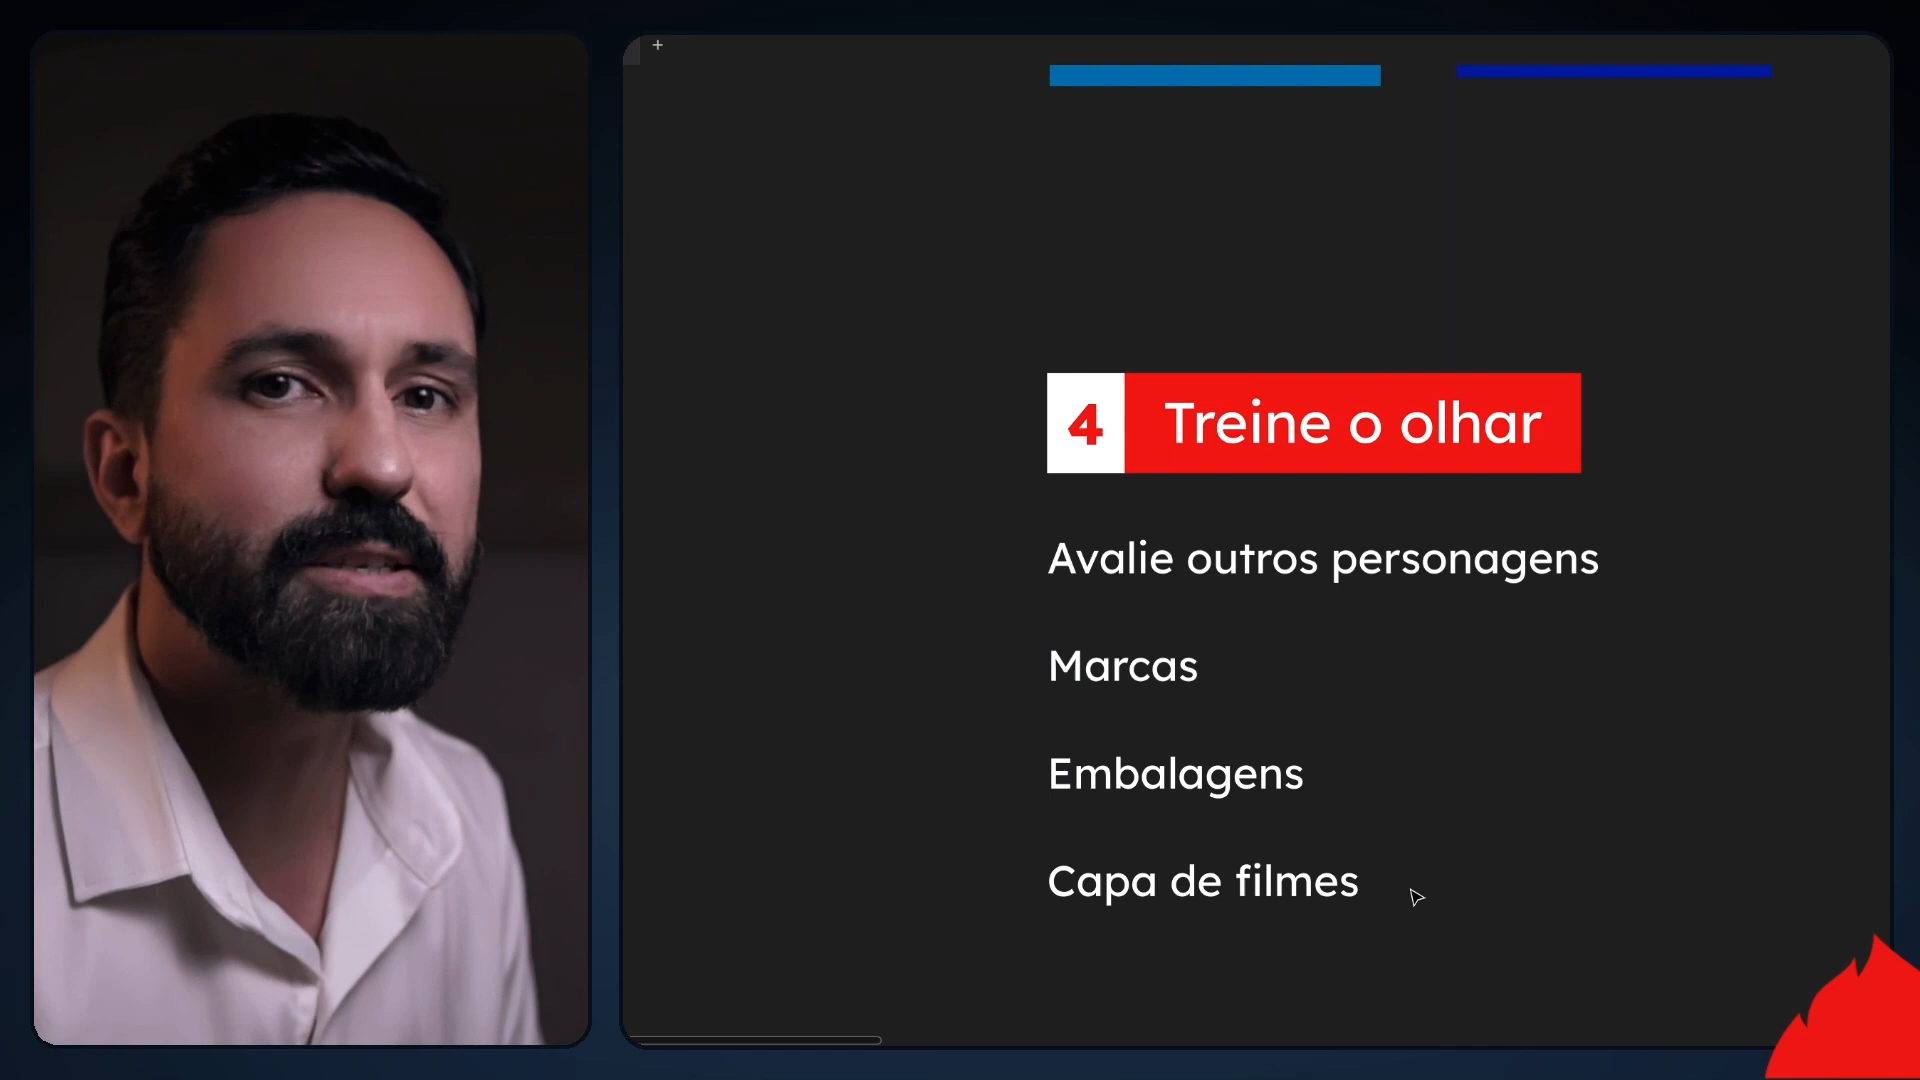 4 Treine o olhar
Avalie outros personagens
Marcas
Embalagens
Capa de filmes